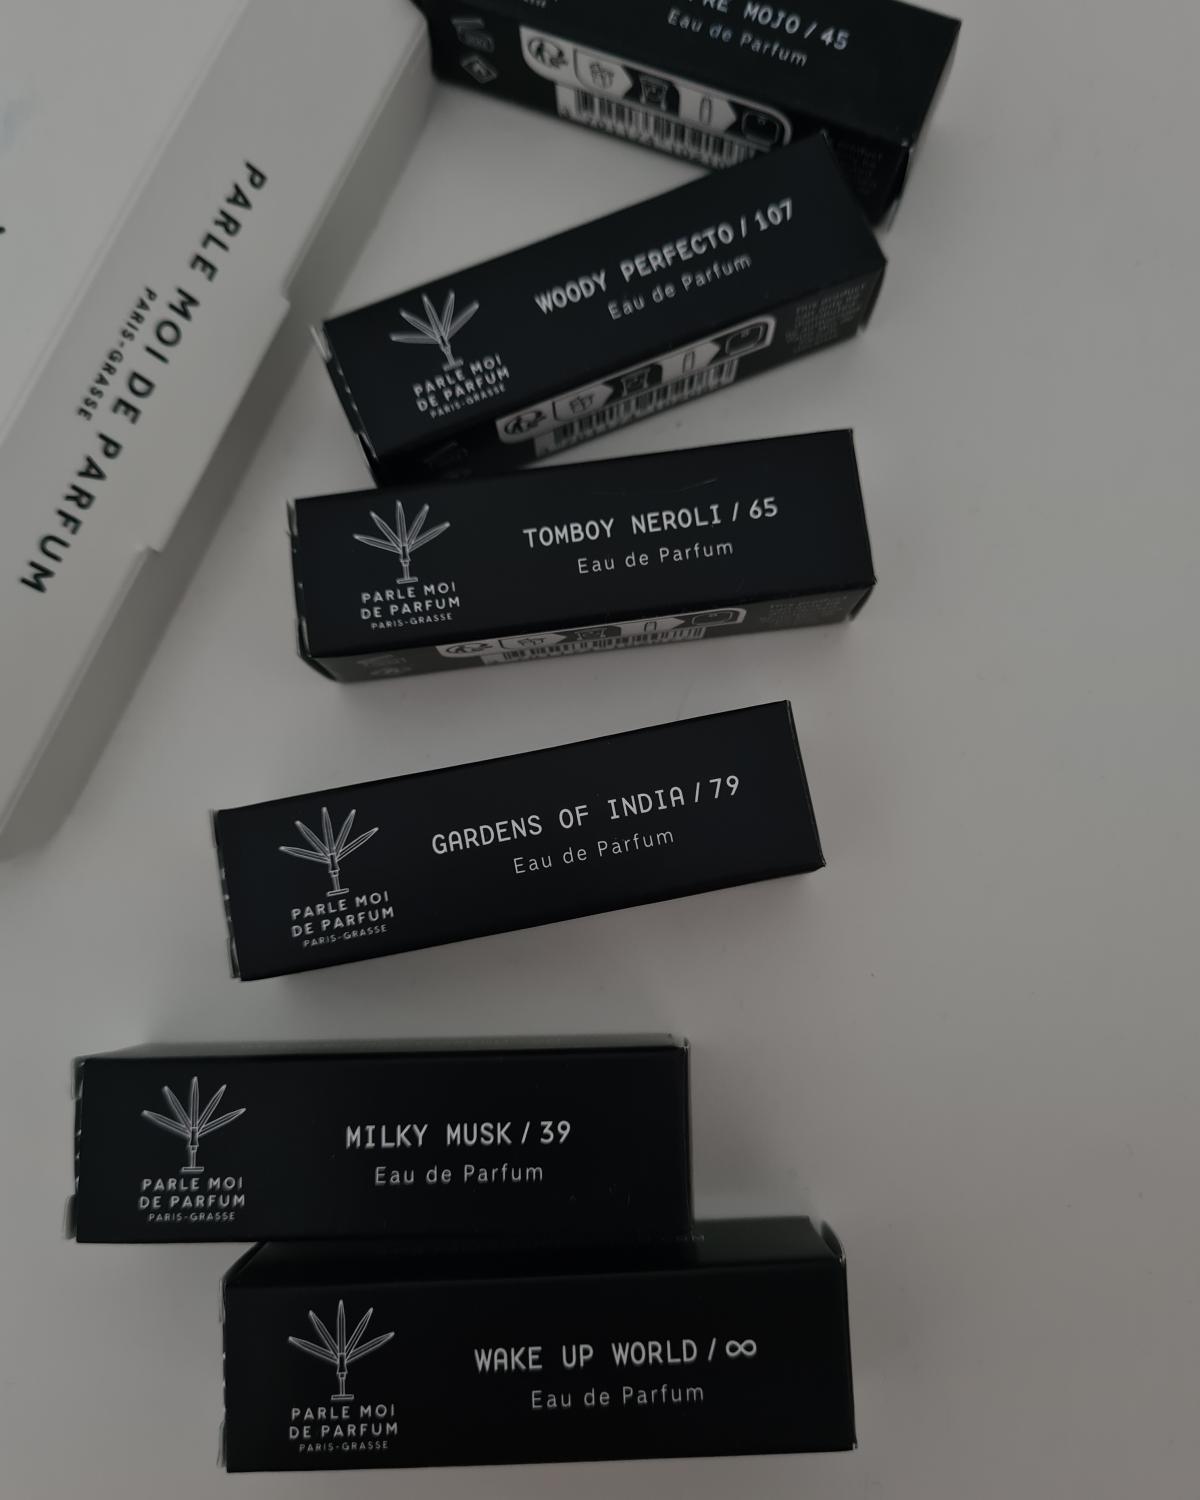 PARLE MOI DE PARFUM
PARIS-GRASSE
MOJO / 45
Eau de Parfum
WOODY PERFECTO / 107
Eau de Parfum
PARLE MOI
DE PARFUM
PARIS-GRASSE
TOMBOY NEROLI / 65
Eau de Parfum
PARLE MOI
DE PARFUM
PARIS-GRASSE
GARDENS OF INDIA / 79
Eau de Parfum
PARLE MOI
DE PARFUM
PARIS-GRASSE
MILKY MUSK / 39
Eau de Parfum
PARLE MOI
DE PARFUM
PARIS-GRASSE
WAKE UP WORLD / ∞
Eau de Parfum
PARLE MOI
DE PARFUM
PARIS-GRASSE